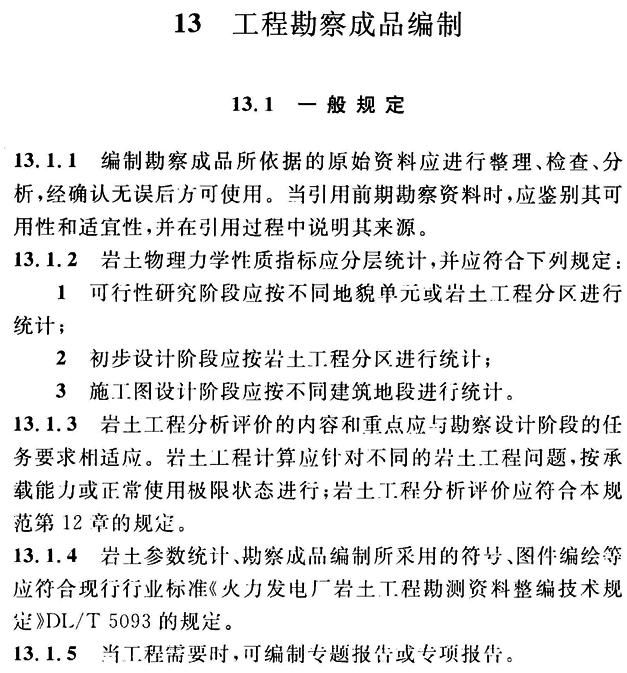 13 工程勘察成品编制
13.1 一般规定
13.1.1 编制勘察成品所依据的原始资料应进行整理、检查、分
析,经确认无误后方可使用。当引用前期勘察资料时,应鉴别其可
用性和适宜性,并在引用过程中说明其来源。
13.1.2 岩土物理力学性质指标应分层统计,并应符合下列规定:
1 可行性研究阶段应按不同地貌单元或岩土工程分区进行
统计;
2 初步设计阶段应按岩土工程分区进行统计;
3 施工图设计阶段应按不同建筑地段进行统计。
13.1.3 岩土工程分析评价的内容和重点应与勘察设计阶段的任
务要求相适应。岩土工程计算应针对不同的岩土工程问题,按承
载能力或正常使用极限状态进行;岩土工程分析评价应符合本规
范第 12 章的规定。
13.1.4 岩土参数统计、勘察成品编制所采用的符号、图件编绘等
应符合现行行业标准《火力发电厂岩土工程勘测资料整编技术规
定》DL/T 5093 的规定。
13.1.5 当工程需要时,可编制专题报告或专项报告。